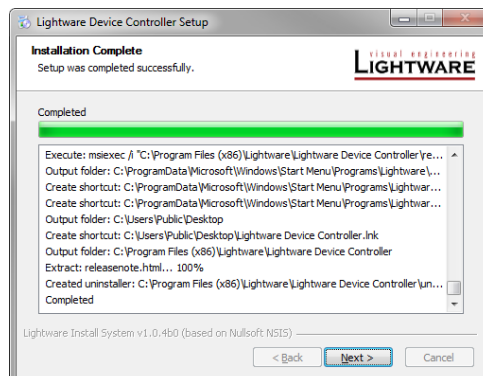 Lightware Device Controller Setup
Installation Complete
Setup was completed successfully.
visual engineering
LIGHTWARE
Completed
Execute: msiexec /i "C:\Program Files (x86)\Lightware\Lightware Device Controller\re...
Output folder: C:\ProgramData\Microsoft\Windows\Start Menu\Programs\Lightware\...
Create shortcut: C:\ProgramData\Microsoft\Windows\Start Menu\Programs\Lightwar...
Create shortcut: C:\ProgramData\Microsoft\Windows\Start Menu\Programs\Lightwar...
Output folder: C:\Users\Public\Desktop
Create shortcut: C:\Users\Public\Desktop\Lightware Device Controller.lnk
Output folder: C:\Program Files (x86)\Lightware\Lightware Device Controller
Extract: releasenote.html... 100%
Created uninstaller: C:\Program Files (x86)\Lightware\Lightware Device Controller\un...
Completed
Lightware Install System v1.0.4b0 (based on Nullsoft NSIS)
< Back
Next >
Cancel